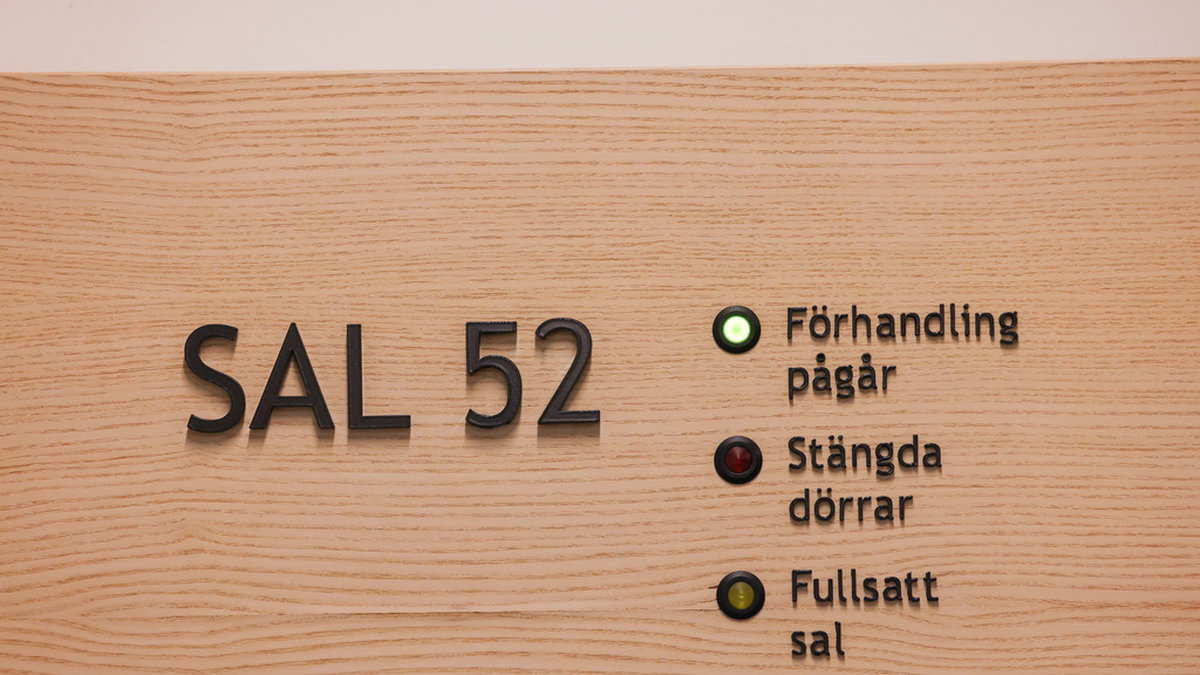 SAL 52
Förhandling
pågår
Stängda
dörrar
Fullsatt
sal